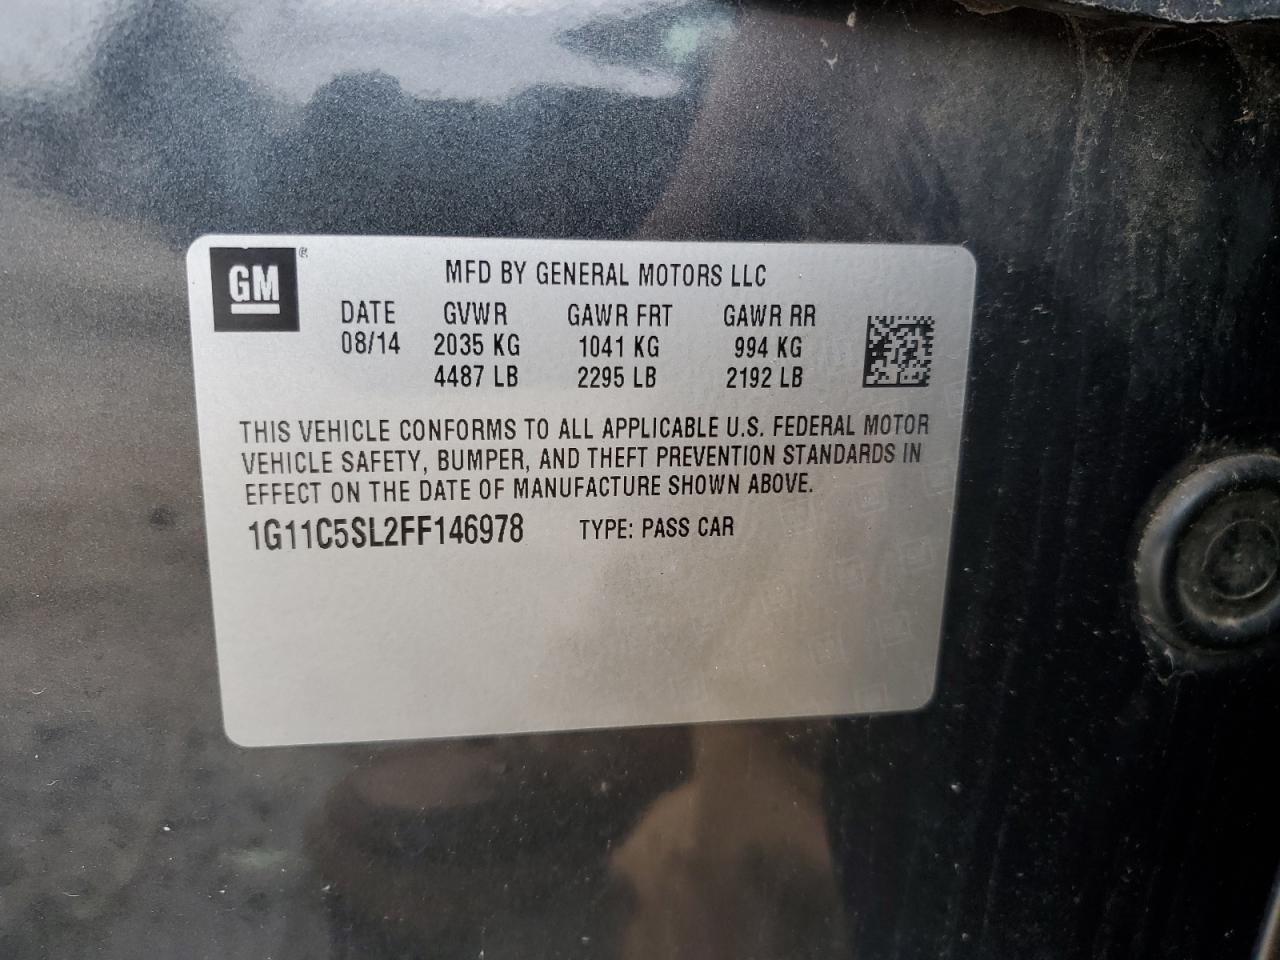 GM
MFD BY GENERAL MOTORS LLC
DATE GVWR GAWR FRT GAWR RR
08/14 2035 KG 1041 KG 994 KG
4487 LB 2295 LB 2192 LB
THIS VEHICLE CONFORMS TO ALL APPLICABLE U.S. FEDERAL MOTOR
VEHICLE SAFETY, BUMPER, AND THEFT PREVENTION STANDARDS IN
EFFECT ON THE DATE OF MANUFACTURE SHOWN ABOVE.
1G11C5SL2FF146978 TYPE: PASS CAR